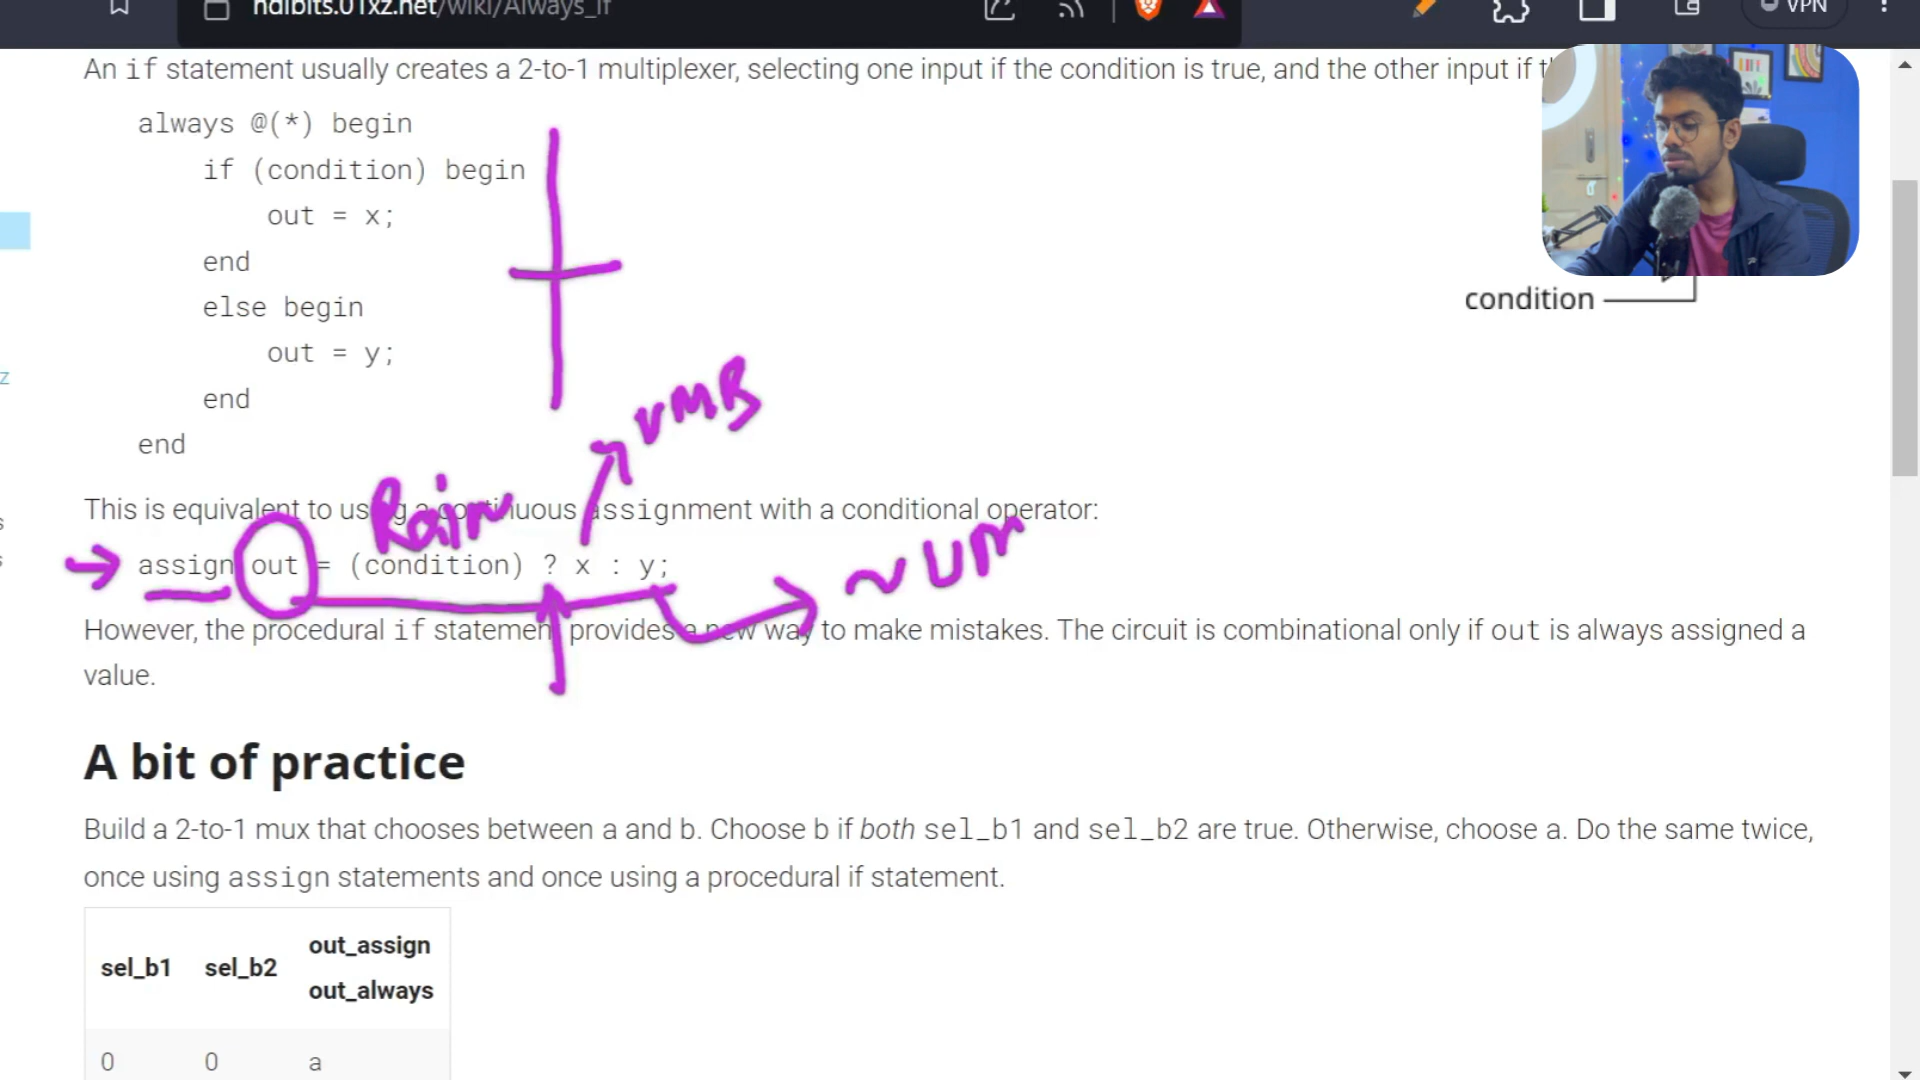 hdlbits.01xz.net/wiki/Always_if
VPN
An if statement usually creates a 2-to-1 multiplexer, selecting one input if the condition is true, and the other input if t
always @(*) begin
if (condition) begin
out = x;
end
else begin
out = y;
end
end
condition
UMB
Rain
This is equivalent to using a continuous assignment with a conditional operator:
assign out = (condition) ? x : y;
~UM
However, the procedural if statement provides a new way to make mistakes. The circuit is combinational only if out is always assigned a
value.
A bit of practice
Build a 2-to-1 mux that chooses between a and b. Choose b if both sel_b1 and sel_b2 are true. Otherwise, choose a. Do the same twice,
once using assign statements and once using a procedural if statement.
sel_b1 sel_b2 out_assign
out_always
0 0 a
z
s
s